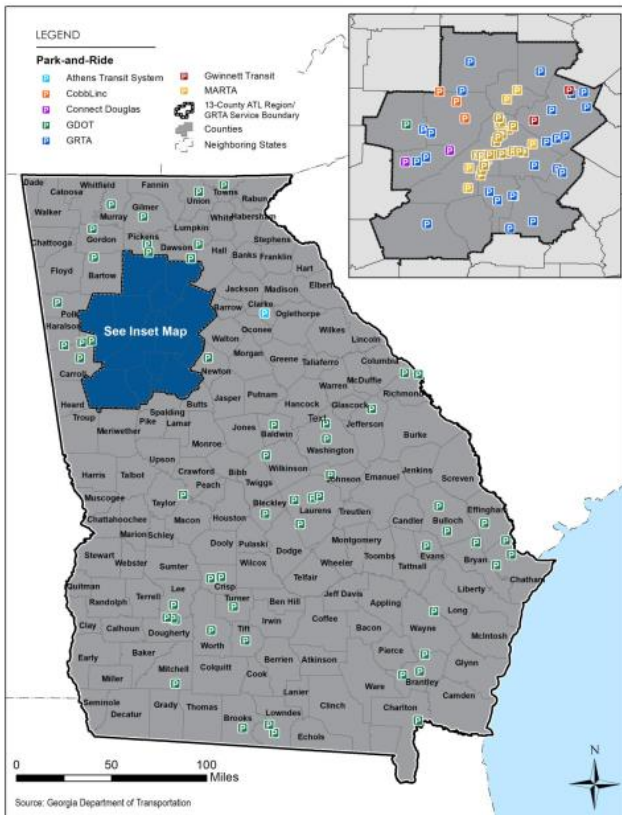 LEGEND
Park-and-Ride
Athens Transit System
CobbLinc
Connect Douglas
GDOT
GRTA
Gwinnett Transit
MARTA
13-County ATL Region/
GRTA Service Boundary
Counties
Neighboring States
Dade
Catoosa
Whitfield
Fannin
Union
Towns
Rabun
Walker
Murray
Gilmer
White
Habersham
Lumpkin
Chattooga
Gordon
Pickens
Dawson
Stephens
Hall
Banks
Franklin
Floyd
Bartow
Hart
Jackson
Madison
Elbert
Polk
Barrow
Clarke
Oglethorpe
Haralson
See Inset Map
Oconee
Wilkes
Lincoln
Walton
Morgan
Greene
Taliaferro
Columbia
Carroll
Newton
McDuffie
Warren
Richmond
Heard
Butts
Jasper
Putnam
Hancock
Glascock
Troup
Spalding
Text
Jefferson
Pike
Lamar
Meriwether
Jones
Baldwin
Burke
Monroe
Washington
Upson
Crawford
Bibb
Wilkinson
Jenkins
Harris
Talbot
Peach
Twiggs
Johnson
Emanuel
Screven
Muscogee
Taylor
Bleckley
Laurens
Treutlen
Effingham
Chattahoochee
Macon
Houston
Candler
Bulloch
Marion
Schley
Dooly
Pulaski
Montgomery
Stewart
Dodge
Toombs
Evans
Bryan
Webster
Sumter
Wilcox
Wheeler
Tattnall
Chatham
Telfair
Quitman
Lee
Crisp
Liberty
Randolph
Terrell
Turner
Ben Hill
Jeff Davis
Appling
Long
Clay
Calhoun
Dougherty
Irwin
Coffee
Bacon
Wayne
McIntosh
Worth
Tift
Early
Baker
Pierce
Mitchell
Colquitt
Berrien
Atkinson
Glynn
Miller
Cook
Ware
Brantley
Lanier
Seminole
Grady
Thomas
Clinch
Camden
Decatur
Brooks
Lowndes
Charlton
Echols
0 50 100
Miles
N
Source: Georgia Department of Transportation